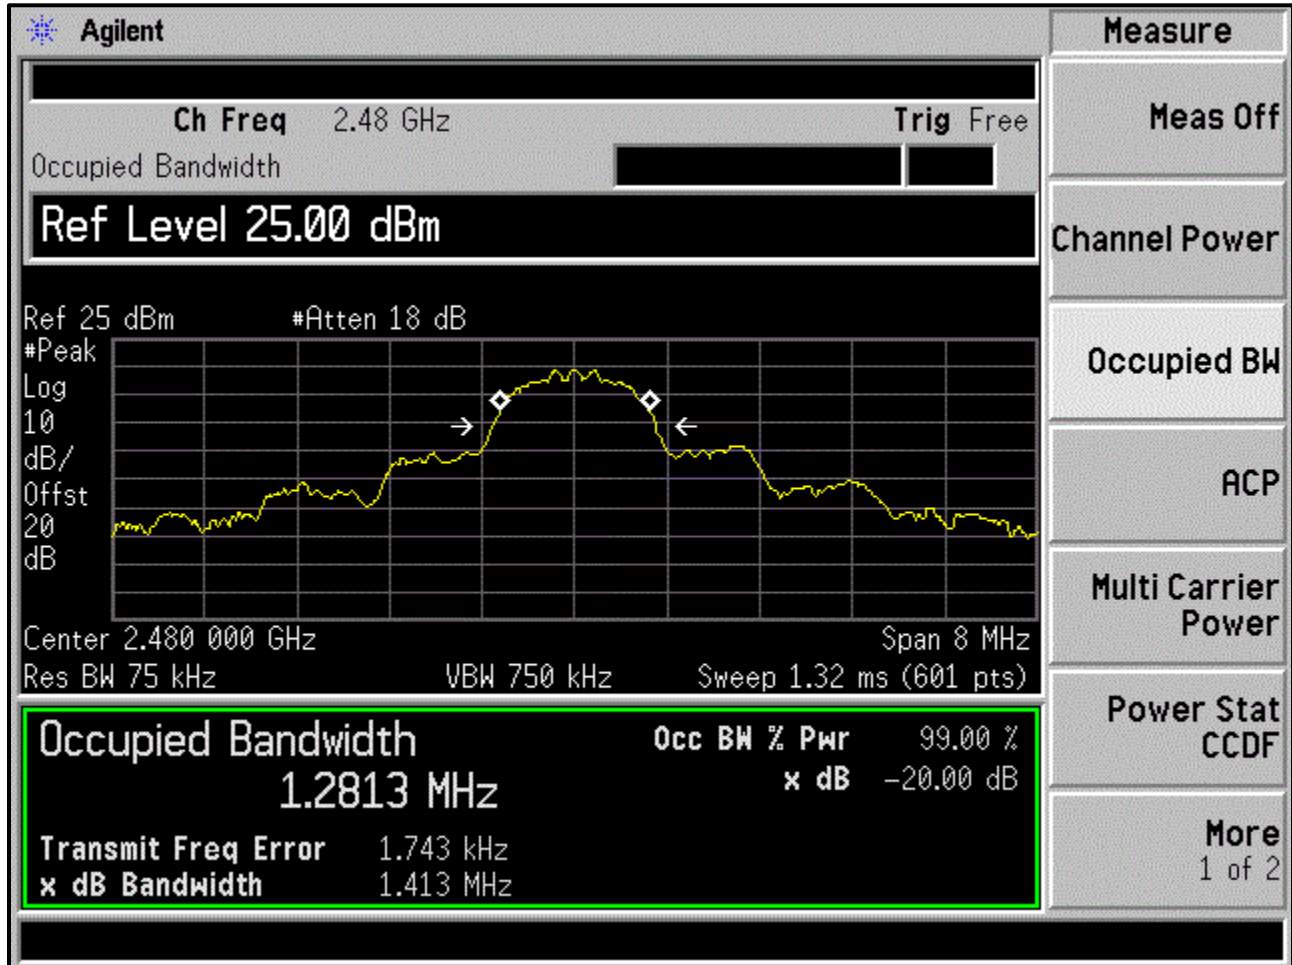 Agilent
Measure
Ch Freq 2.48 GHz Trig Free
Occupied Bandwidth
Ref Level 25.00 dBm
Ref 25 dBm #Atten 18 dB
#Peak
Log
10
dB/
Offst
20
dB
Center 2.480 000 GHz Span 8 MHz
Res BW 75 kHz VBW 750 kHz Sweep 1.32 ms (601 pts)
Occupied Bandwidth Occ BW % Pwr 99.00 %
1.2813 MHz x dB -20.00 dB
Transmit Freq Error 1.743 kHz
x dB Bandwidth 1.413 MHz
Meas Off
Channel Power
Occupied BW
ACP
Multi Carrier
Power
Power Stat
CCDF
More
1 of 2